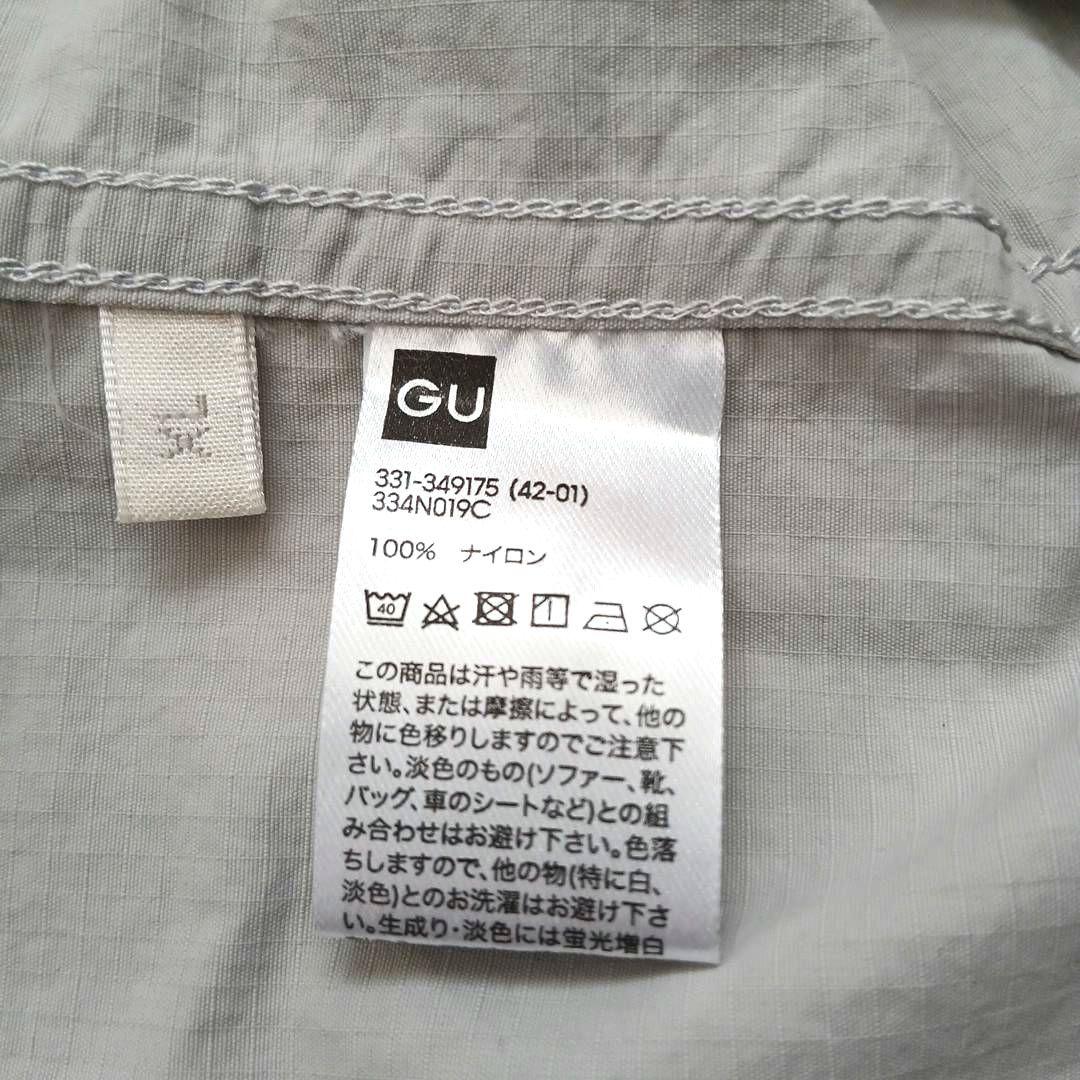 GU
331-349175 (42-01)
334N019C
100% ナイロン
40
この商品は汗や雨等で湿った
状態、または摩擦によって、他の
物に色移りしますのでご注意下
さい。淡色のもの(ソファー、靴、
バッグ、車のシートなど)との組
み合わせはお避け下さい。色落
ちしますので、他の物(特に白、
淡色)とのお洗濯はお避け下さ
い。生成り・淡色には蛍光増白